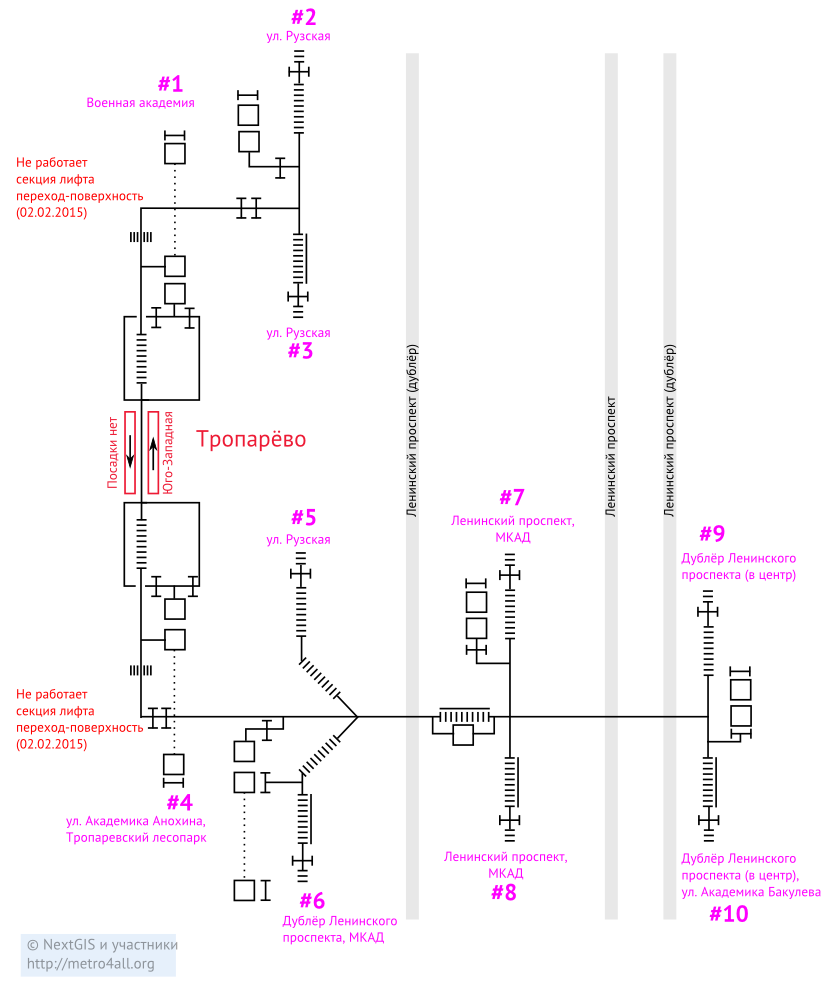 #2
ул. Рузская
#1
Военная академия
Не работает
секция лифта
переход-поверхность
(02.02.2015)
ул. Рузская
#3
Ленинский проспект (дублёр)
Ленинский проспект
Ленинский проспект (дублёр)
Посадки нет
Юго-Западная
Тропарёво
#5
ул. Рузская
#7
Ленинский проспект,
МКАД
#9
Дублёр Ленинского
проспекта (в центр)
Не работает
секция лифта
переход-поверхность
(02.02.2015)
#4
ул. Академика Анохина,
Тропаревский лесопарк
#6
Дублёр Ленинского
проспекта, МКАД
Ленинский проспект,
МКАД
#8
Дублёр Ленинского
проспекта (в центр),
ул. Академика Бакулева
#10
© NextGIS и участники
http://metro4all.org